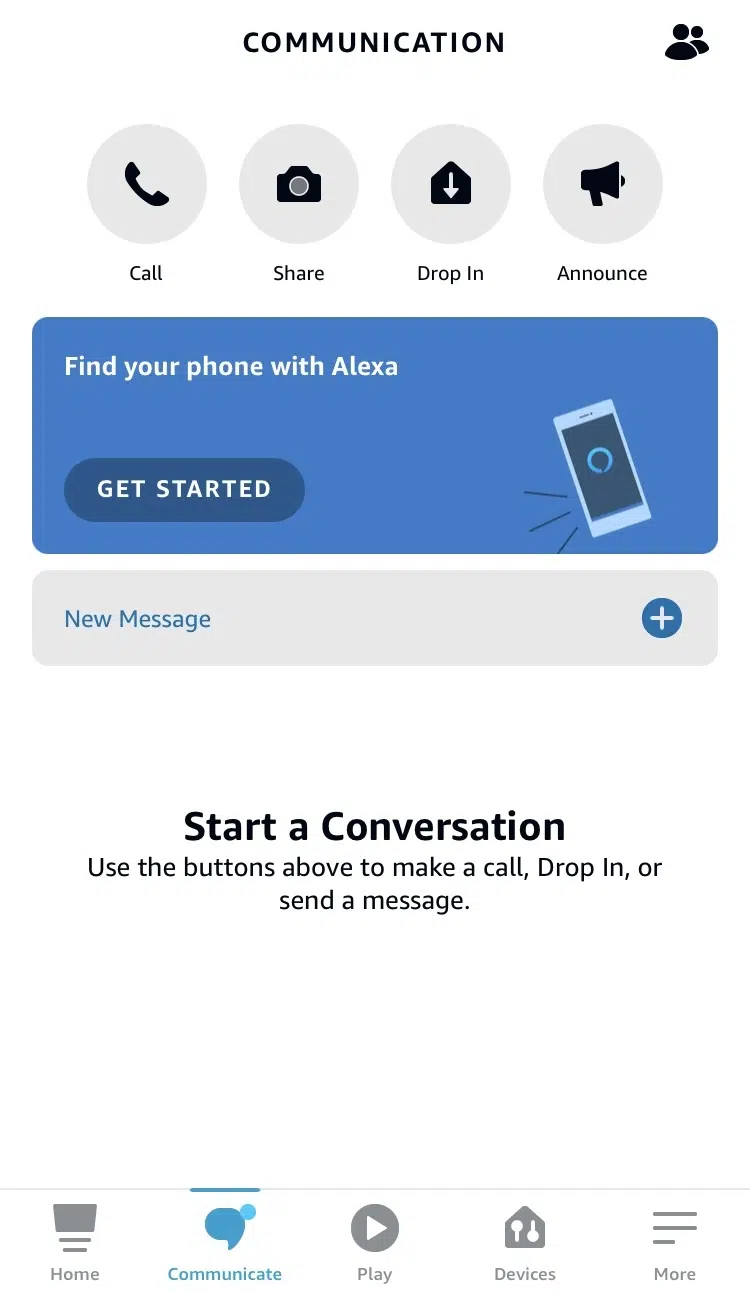 COMMUNICATION
Call
Share
Drop In
Announce
Find your phone with Alexa
GET STARTED
New Message
Start a Conversation
Use the buttons above to make a call, Drop In, or
send a message.
Home
Communicate
Play
Devices
More